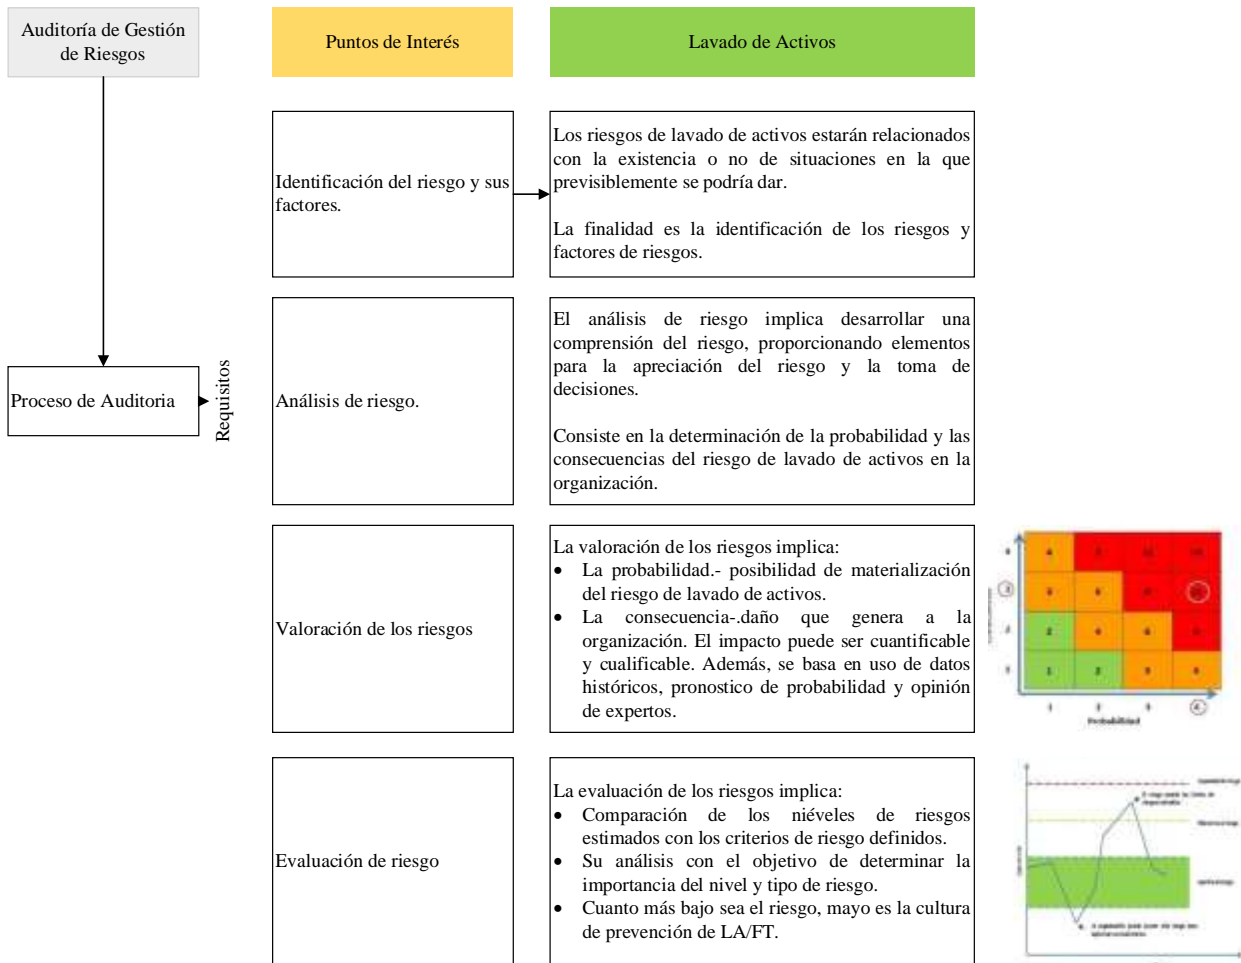 Auditoría de Gestión
de Riesgos
Puntos de Interés
Lavado de Activos
Identificación del riesgo y sus
factores.
Los riesgos de lavado de activos estarán relacionados
con la existencia o no de situaciones en la que
previsiblemente se podría dar.
La finalidad es la identificación de los riesgos y
factores de riesgos.
Proceso de Auditoria
Requisitos
Análisis de riesgo.
El análisis de riesgo implica desarrollar una
comprensión del riesgo, proporcionando elementos
para la apreciación del riesgo y la toma de
decisiones.
Consiste en la determinación de la probabilidad y las
consecuencias del riesgo de lavado de activos en la
organización.
Valoración de los riesgos
La valoración de los riesgos implica:
• La probabilidad.- posibilidad de materialización
del riesgo de lavado de activos.
• La consecuencia-.daño que genera a la
organización. El impacto puede ser cuantificable
y cualificable. Además, se basa en uso de datos
históricos, pronostico de probabilidad y opinión
de expertos.
Probabilidad
Evaluación de riesgo
La evaluación de los riesgos implica:
• Comparación de los niéveles de riesgos
estimados con los criterios de riesgo definidos.
• Su análisis con el objetivo de determinar la
importancia del nivel y tipo de riesgo.
• Cuanto más bajo sea el riesgo, mayo es la cultura
de prevención de LA/FT.